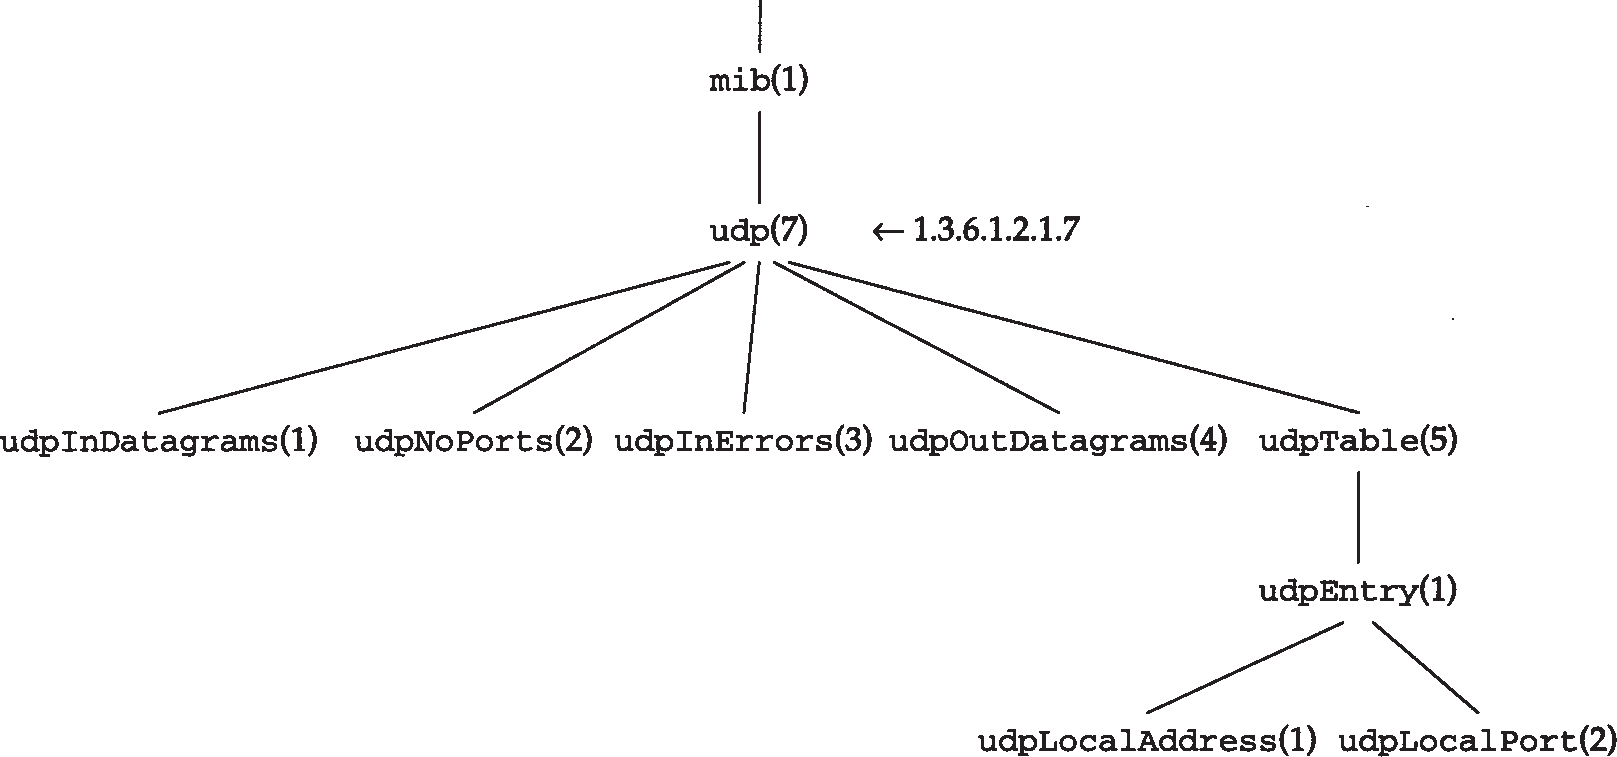 mib(1)
udp(7) ← 1.3.6.1.2.1.7
udpInDatagrams(1) udpNoPorts(2) udpInErrors(3) udpOutDatagrams(4) udpTable(5)
udpEntry(1)
udpLocalAddress(1) udpLocalPort(2)